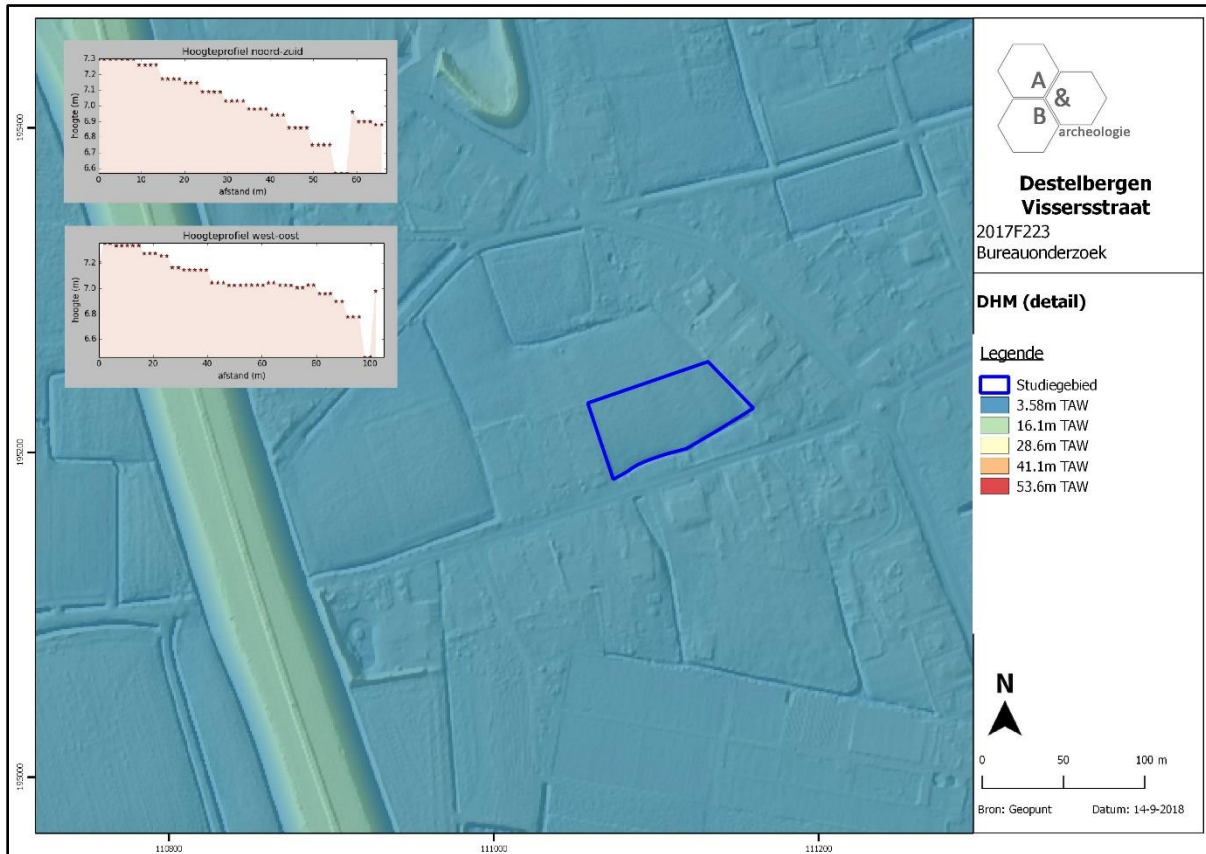 Hoogteprofiel noord-zuid
hoogte (m)
7.3
7.2
7.1
7.0
6.9
6.8
6.7
6.6
0 10 20 30 40 50 60
afstand (m)
Hoogteprofiel west-oost
hoogte (m)
7.2
7.0
6.8
6.6
0 20 40 60 80 100
afstand (m)
195400
195200
195000
110800 111000 111200
A
&
B
archeologie
Destelbergen
Vissersstraat
2017F223
Bureauonderzoek
DHM (detail)
Legende
Studiegebied
3.58m TAW
16.1m TAW
28.6m TAW
41.1m TAW
53.6m TAW
N
0 50 100 m
Bron: Geopunt Datum: 14-9-2018